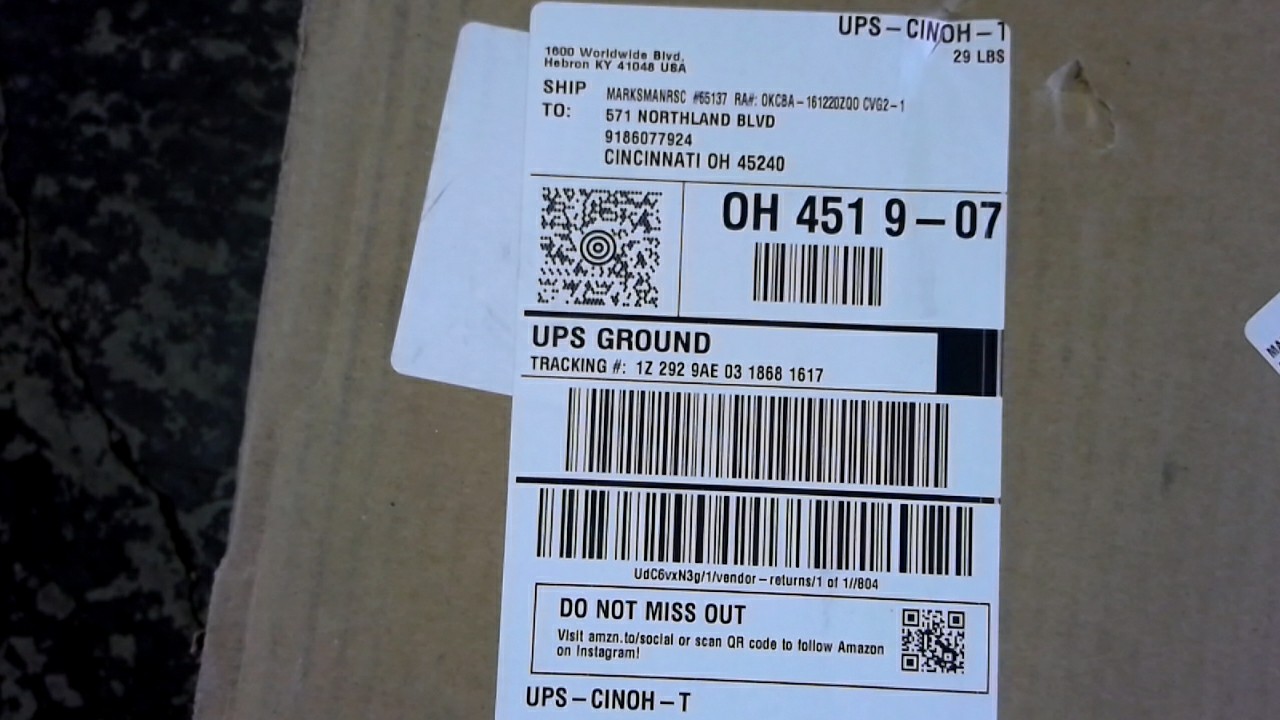 UPS-CINOH-T
29 LBS
1600 Worldwide Blvd,
Hebron KY 41048 USA
SHIP
TO:
MARKSMANRSC #65137 RA#: OKCBA-161220ZQO CVG2-1
571 NORTHLAND BLVD
9186077924
CINCINNATI OH 45240
OH 451 9-07
UPS GROUND
TRACKING #: 1Z 292 9AE 03 1868 1617
UdC6vxN3g/1/vendor-returns/1 of 1//804
DO NOT MISS OUT
Visit amzn.to/social or scan QR code to follow Amazon
on Instagram!
UPS-CINOH-T